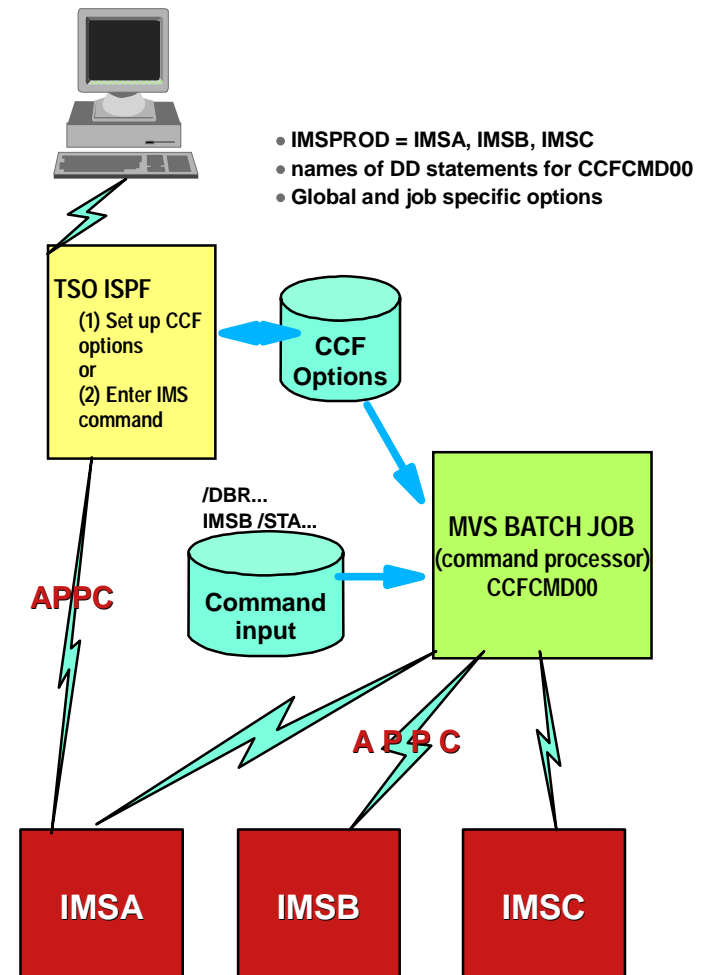 IMSPROD = IMSA, IMSB, IMSC
names of DD statements for CCFCMD00
Global and job specific options
TSO ISPF
(1) Set up CCF
options
or
(2) Enter IMS
command
CCF
Options
/DBR...
IMSB /STA...
Command
input
MVS BATCH JOB
(command processor)
CCFCMD00
APPC
A P P C
IMSA
IMSB
IMSC